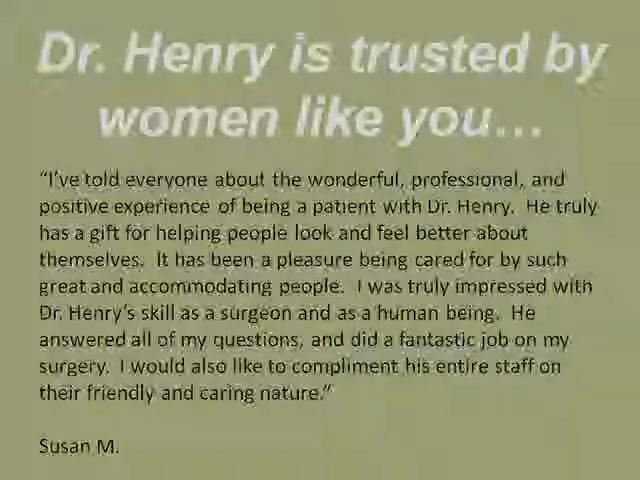 Dr. Henry is trusted by
women like you...
“I’ve told everyone about the wonderful, professional, and
positive experience of being a patient with Dr. Henry.  He truly
has a gift for helping people look and feel better about
themselves.  It has been a pleasure being cared for by such
great and accommodating people.  I was truly impressed with
Dr. Henry’s skill as a surgeon and as a human being.  He
answered all of my questions, and did a fantastic job on my
surgery.  I would also like to compliment his entire staff on
their friendly and caring nature.”
Susan M.